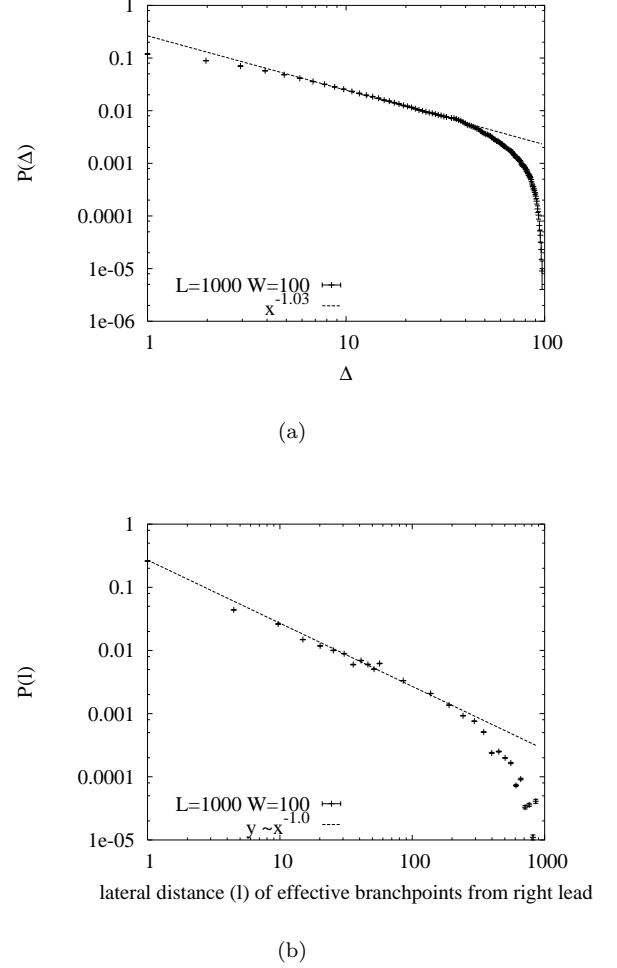 1
0.1
0.01
0.001
0.0001
1e-05
1e-06
P(Δ)
L=1000 W=100
x^-1.03
1 10 100
Δ
(a)
1
0.1
0.01
0.001
0.0001
1e-05
P(l)
L=1000 W=100
y ~x^-1.0
1 10 100 1000
lateral distance (l) of effective branchpoints from right lead
(b)